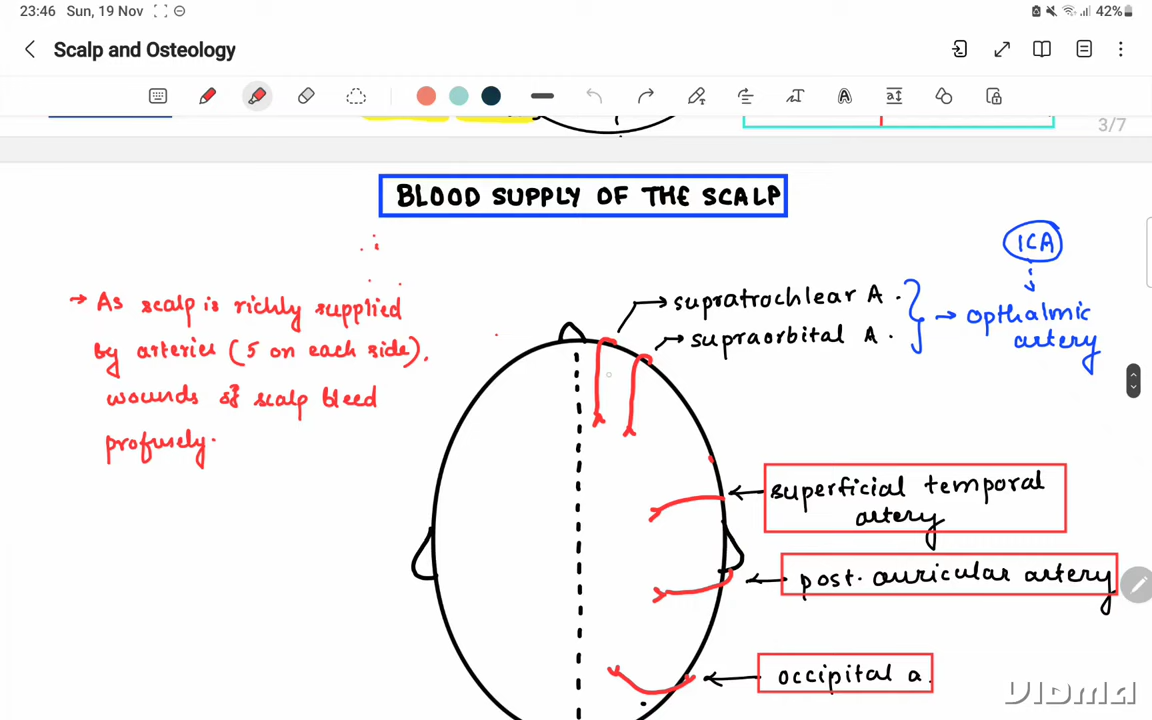 23:46 Sun, 19 Nov
42%
Scalp and Osteology
3/7
BLOOD SUPPLY OF THE SCALP
ICA
→ As scalp is richly supplied
by arteries (5 on each side),
wounds of scalp bleed
profusely.
→ supratrochlear A.
→ supraorbital A.
→ opthalmic
artery
superficial temporal
artery
post. auricular artery
occipital a.
VIDMA